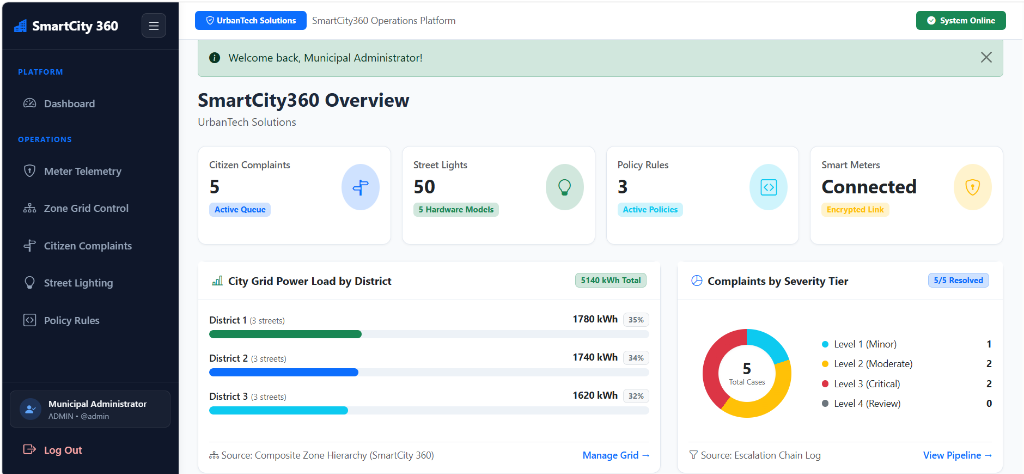 SmartCity 360
UrbanTech Solutions
SmartCity360 Operations Platform
System Online
PLATFORM
Dashboard
OPERATIONS
Meter Telemetry
Zone Grid Control
Citizen Complaints
Street Lighting
Policy Rules
Municipal Administrator
ADMIN • @admin
Log Out
Welcome back, Municipal Administrator!
SmartCity360 Overview
UrbanTech Solutions
Citizen Complaints
5
Active Queue
Street Lights
50
5 Hardware Models
Policy Rules
3
Active Policies
Smart Meters
Connected
Encrypted Link
City Grid Power Load by District
5140 kWh Total
District 1 (3 streets)
1780 kWh 35%
District 2 (3 streets)
1740 kWh 34%
District 3 (3 streets)
1620 kWh 32%
Source: Composite Zone Hierarchy (SmartCity 360)
Manage Grid →
Complaints by Severity Tier
5/5 Resolved
5
Total Cases
Level 1 (Minor) 1
Level 2 (Moderate) 2
Level 3 (Critical) 2
Level 4 (Review) 0
Source: Escalation Chain Log
View Pipeline →